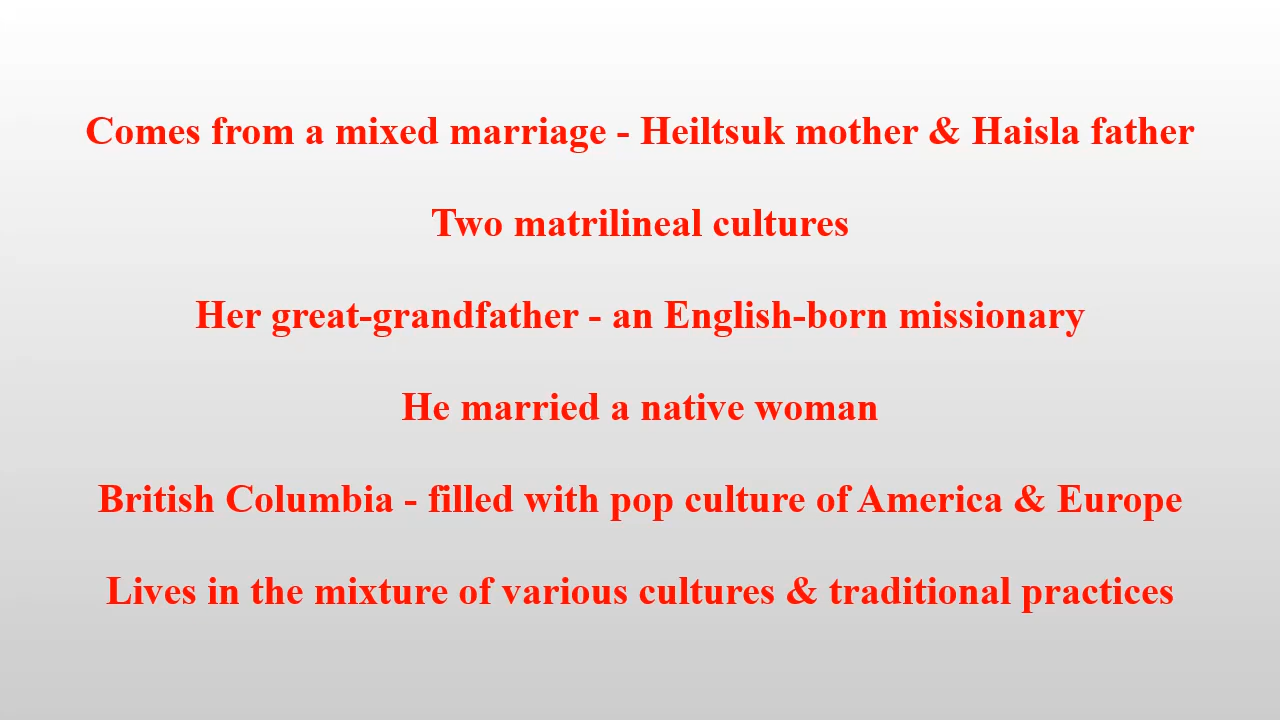 Comes from a mixed marriage - Heiltsuk mother & Haisla father
Two matrilineal cultures
Her great-grandfather - an English-born missionary
He married a native woman
British Columbia - filled with pop culture of America & Europe
Lives in the mixture of various cultures & traditional practices